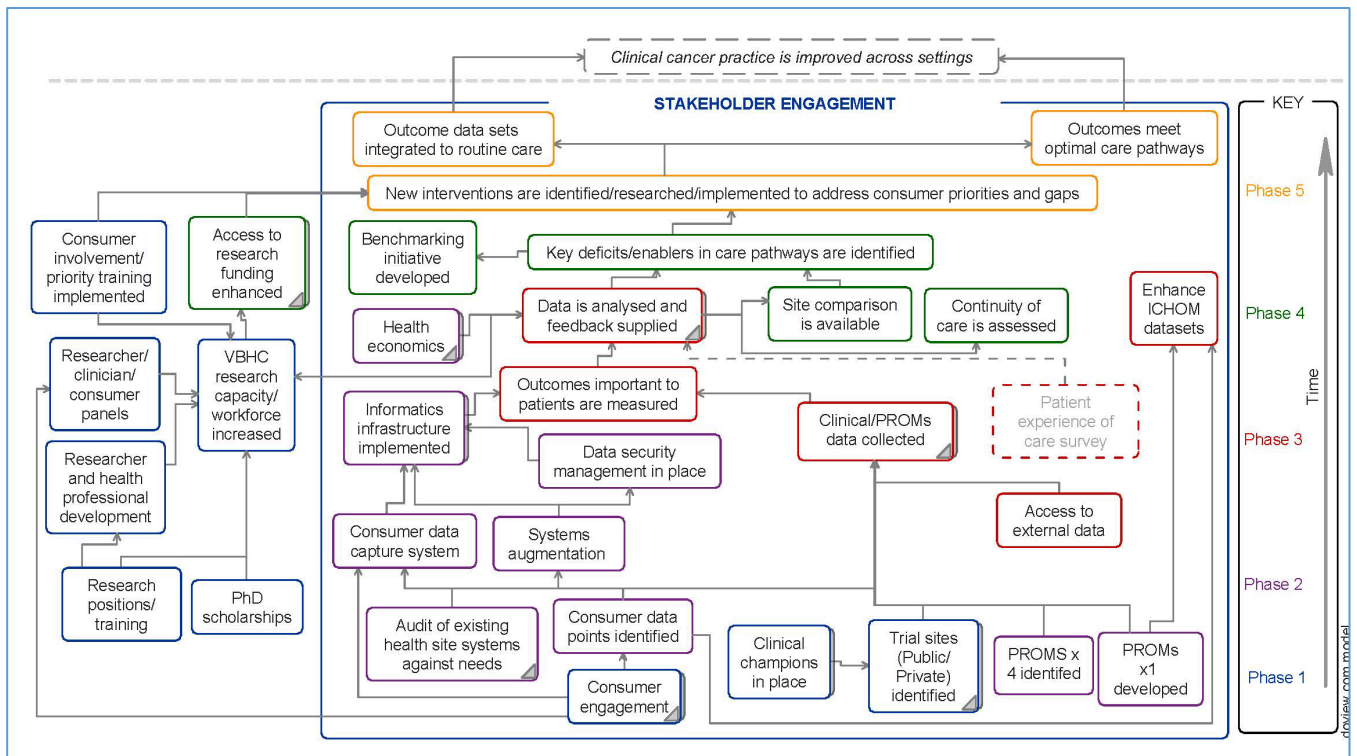 Clinical cancer practice is improved across settings
STAKEHOLDER ENGAGEMENT
KEY
Outcome data sets
integrated to routine care
Outcomes meet
optimal care pathways
New interventions are identified/researched/implemented to address consumer priorities and gaps
Phase 5
Consumer
involvement/
priority training
implemented
Access to
research
funding
enhanced
Benchmarking
initiative
developed
Key deficits/enablers in care pathways are identified
Health
economics
Data is analysed and
feedback supplied
Site comparison
is available
Continuity of
care is assessed
Enhance
ICHOM
datasets
Phase 4
Time
Researcher/
clinician/
consumer
panels
VBHC
research
capacity/
workforce
increased
Outcomes important to
patients are measured
Informatics
infrastructure
implemented
Clinical/PROMs
data collected
Patient
experience of
care survey
Phase 3
Researcher
and health
professional
development
Data security
management in place
Consumer data
capture system
Systems
augmentation
Access to
external data
Research
positions/
training
PhD
scholarships
Phase 2
Audit of existing
health site systems
against needs
Consumer data
points identified
Clinical
champions
in place
Trial sites
(Public/
Private)
identified
PROMS x
4 identifed
PROMs
x1
developed
Consumer
engagement
Phase 1
doview.com model